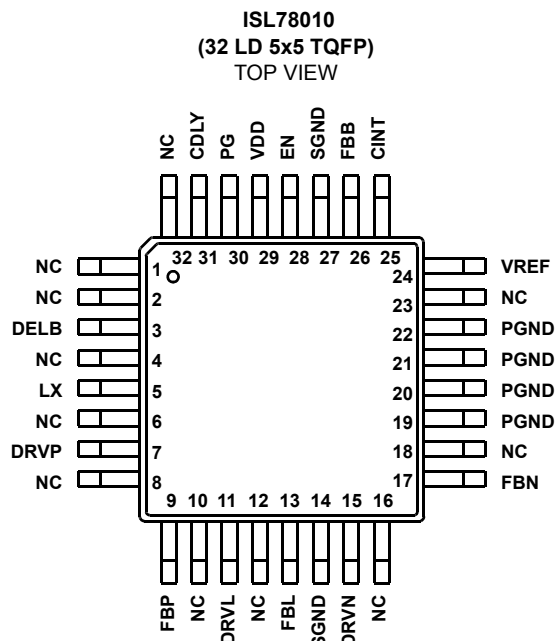 ISL78010
(32 LD 5x5 TQFP)
TOP VIEW
NC CDLY PG VDD EN SGND FBB CINT
32 31 30 29 28 27 26 25
NC 1 24 VREF
NC 2 23 NC
DELB 3 22 PGND
NC 4 21 PGND
LX 5 20 PGND
NC 6 19 PGND
DRVP 7 18 NC
NC 8 17 FBN
9 10 11 12 13 14 15 16
FBP NC DRVL NC FBL SGND DRVN NC